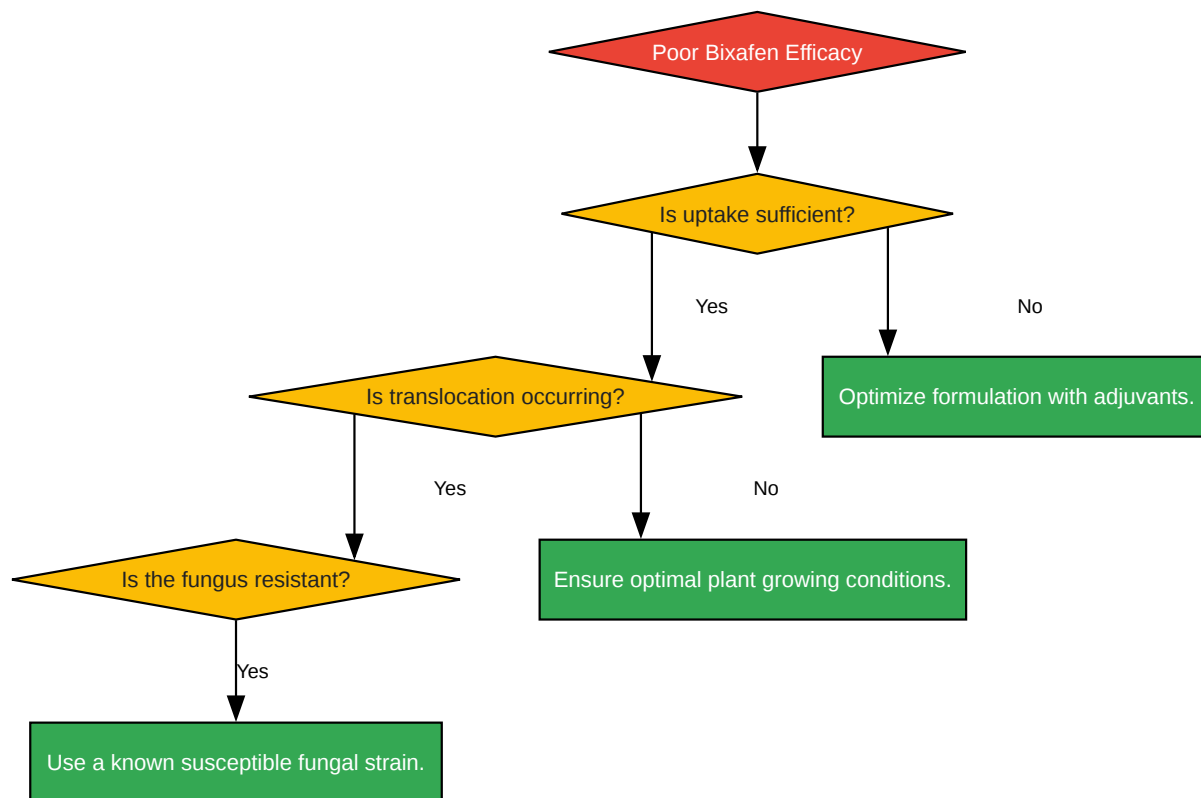 Poor Bixafen Efficacy
Is uptake sufficient?
Yes
No
Is translocation occurring?
Optimize formulation with adjuvants.
Yes
No
Is the fungus resistant?
Ensure optimal plant growing conditions.
Yes
Use a known susceptible fungal strain.